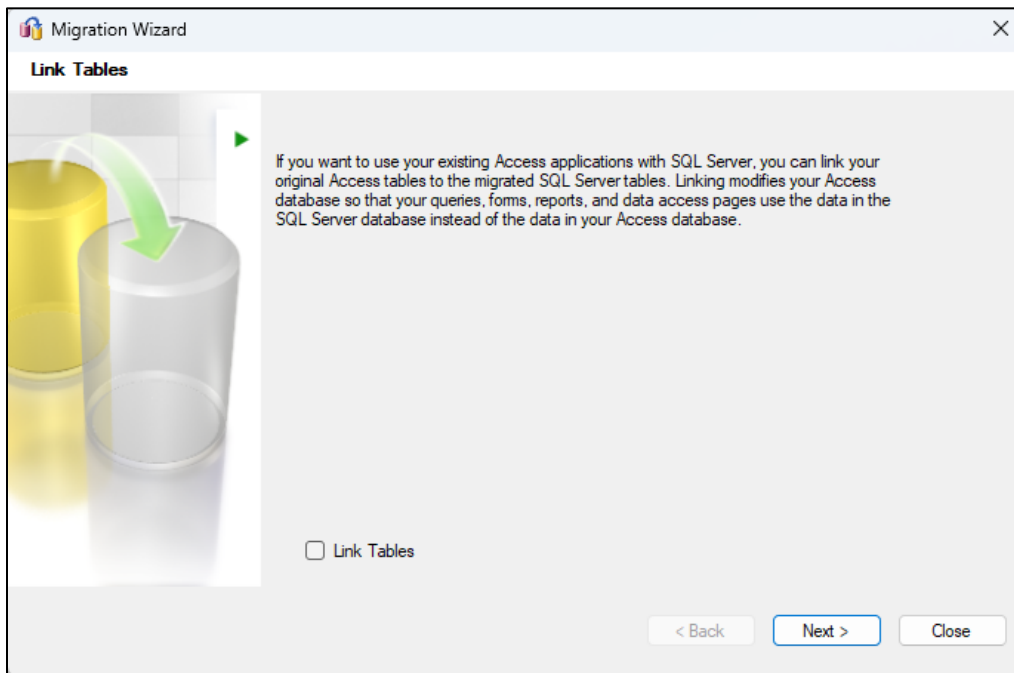 Migration Wizard
Link Tables
If you want to use your existing Access applications with SQL Server, you can link your
original Access tables to the migrated SQL Server tables. Linking modifies your Access
database so that your queries, forms, reports, and data access pages use the data in the
SQL Server database instead of the data in your Access database.
Link Tables
< Back Next > Close